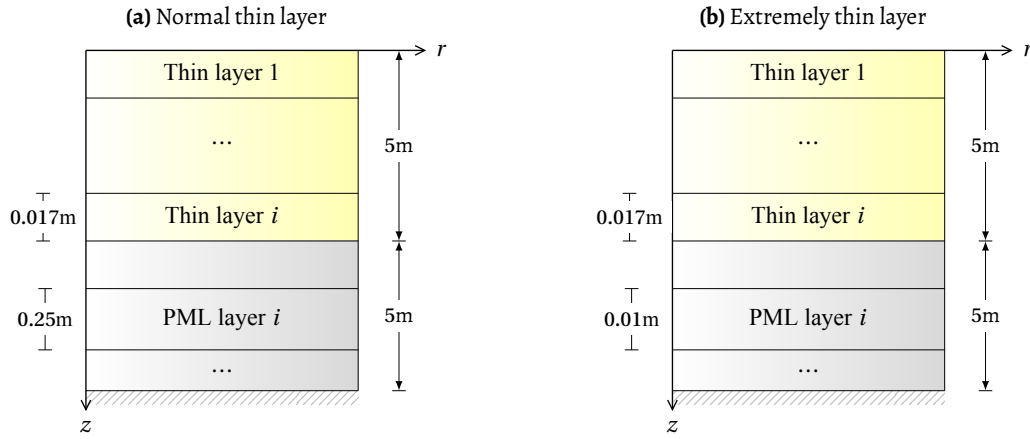 (a) Normal thin layer
r
Thin layer 1
...
5m
0.017m
Thin layer i
0.25m
PML layer i
5m
...
z
(b) Extremely thin layer
r
Thin layer 1
...
5m
0.017m
Thin layer i
0.01m
PML layer i
5m
...
z